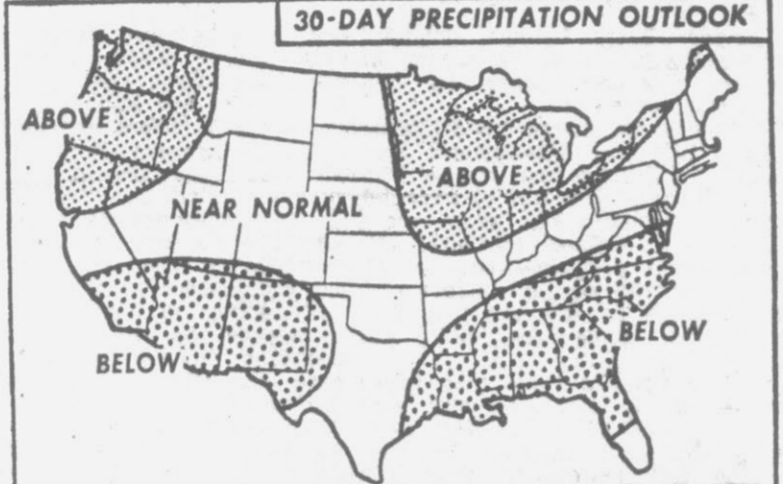 30-DAY PRECIPITATION OUTLOOK
ABOVE
ABOVE
NEAR NORMAL
BELOW
BELOW